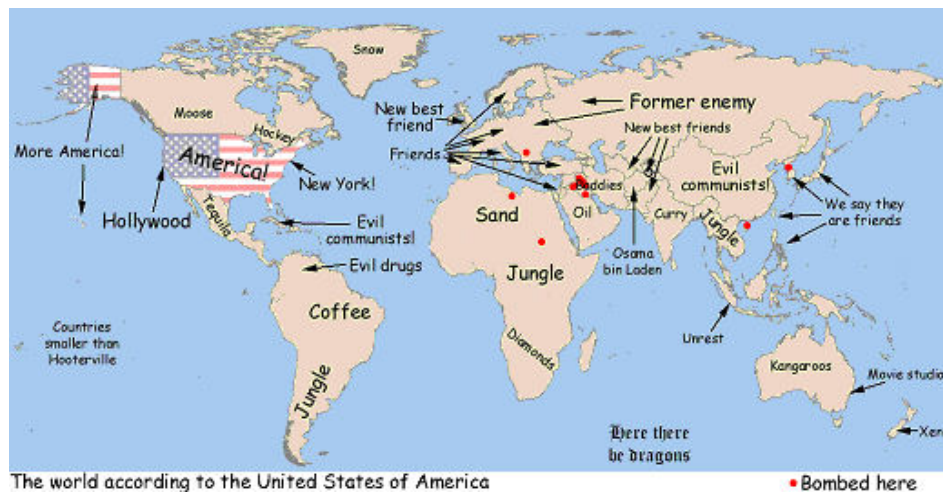 Snow
Moose
Hockey
More America!
America!
New York!
Hollywood
Tequila
Evil
communists!
Evil drugs
Coffee
Jungle
Countries
smaller than
Hooterville
New best
friend
Friends
Former enemy
New best friends
Baddies
Evil
communists!
Sand
Oil
Curry
Jungle
We say they
are friends
Osama
bin Laden
Jungle
Diamonds
Unrest
Kangaroos
Movie studio
Xen
Here there
be dragons
The world according to the United States of America
Bombed here